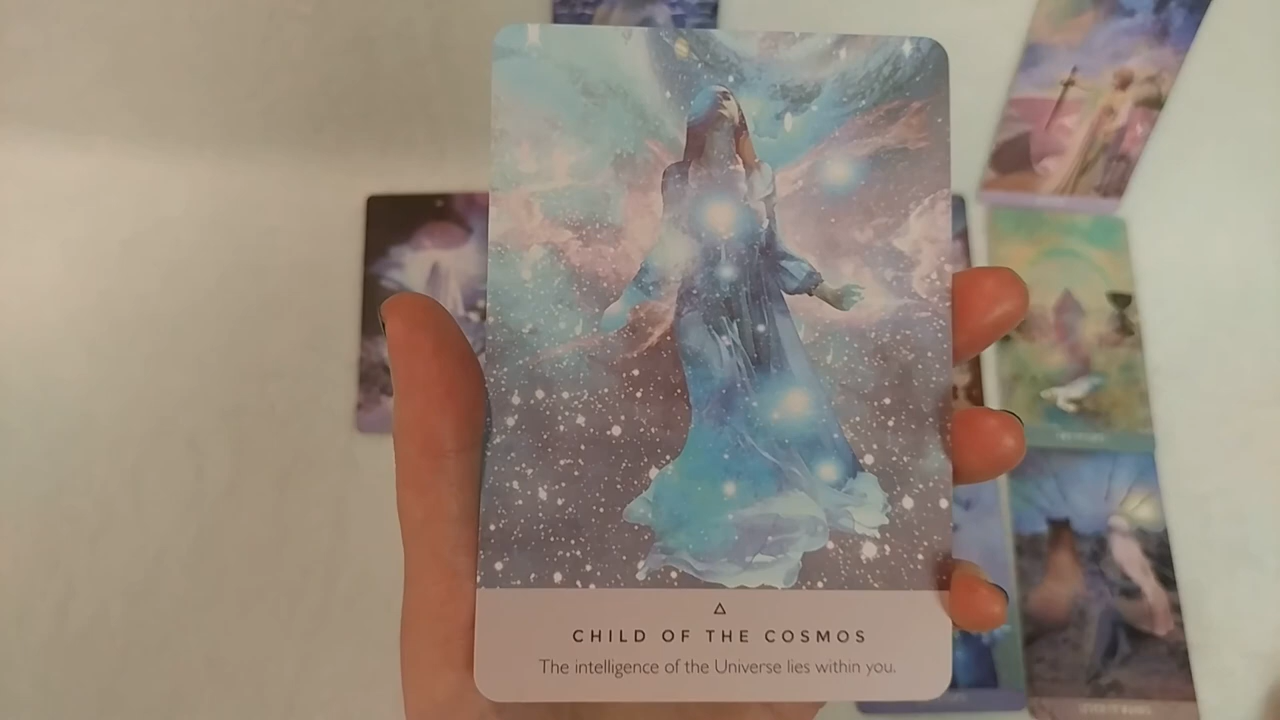 CHILD OF THE COSMOS
The intelligence of the Universe lies within you.